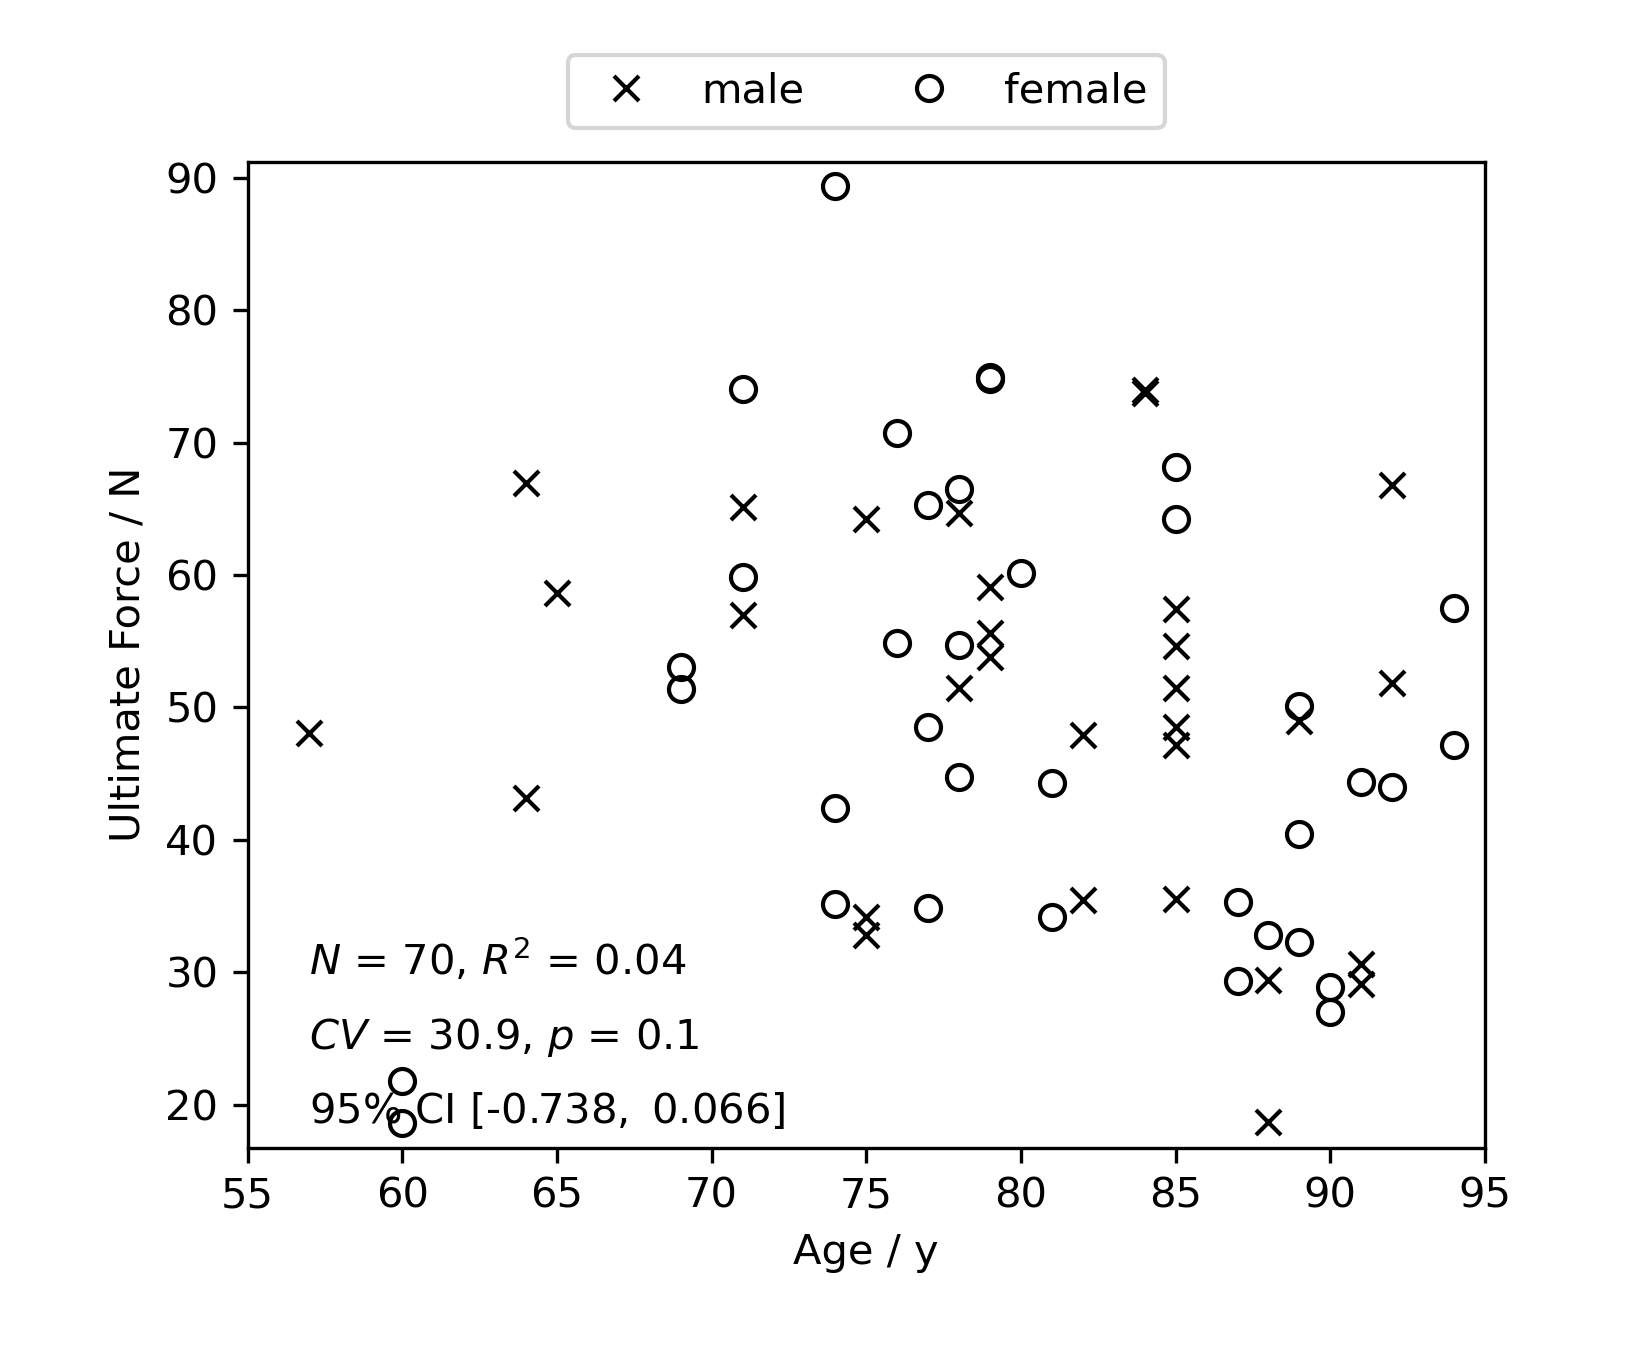 male female
90
80
70
60
50
40
30
20
Ultimate Force / N
N = 70, R² = 0.04
CV = 30.9, p = 0.1
95% CI [-0.738, 0.066]
55 60 65 70 75 80 85 90 95
Age / y